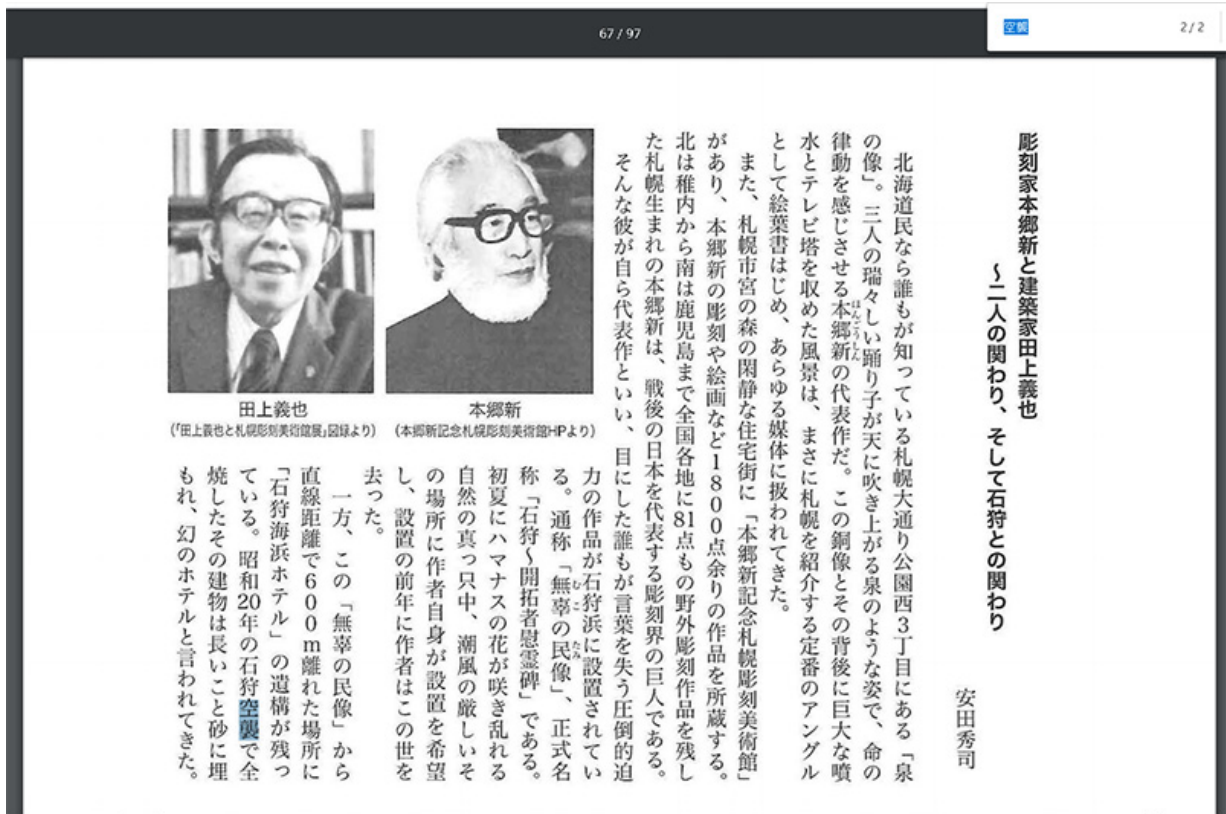 67 / 97
空襲
2/2
彫刻家本郷新と建築家田上義也
~二人の関わり、そして石狩との関わり
安田秀司
北海道民なら誰もが知っている札幌大通り公園西3丁目にある「泉
の像」。三人の瑞々しい踊り子が天に吹き上がる泉のような姿で、命の
律動を感じさせる本郷新の代表作だ。この銅像とその背後に巨大な噴
ほんごうしん
水とテレビ塔を収めた風景は、まさに札幌を紹介する定番のアングル
として絵葉書はじめ、あらゆる媒体に扱われてきた。
また、札幌市宮の森の閑静な住宅街に「本郷新記念札幌彫刻美術館」
があり、本郷新の彫刻や絵画など1800点余りの作品を所蔵する。
北は稚内から南は鹿児島まで全国各地に81点もの野外彫刻作品を残し
た札幌生まれの本郷新は、戦後の日本を代表する彫刻界の巨人である。
そんな彼が自ら代表作といい、目にした誰もが言葉を失う圧倒的迫
力の作品が石狩浜に設置されてい
る。通称「無辜の民像」、正式名
むこ たみ
称「石狩~開拓者慰霊碑」である。
初夏にハマナスの花が咲き乱れる
自然の真っ只中、潮風の厳しいそ
の場所に作者自身が設置を希望
し、設置の前年に作者はこの世を
去った。
一方、この「無辜の民像」から
直線距離で600m離れた場所に
「石狩海浜ホテル」の遺構が残っ
ている。昭和20年の石狩空襲で全
焼したその建物は長いこと砂に埋
もれ、幻のホテルと言われてきた。
本郷新
(本郷新記念札幌彫刻美術館HPより)
田上義也
(「田上義也と札幌彫刻美術館展」図録より)